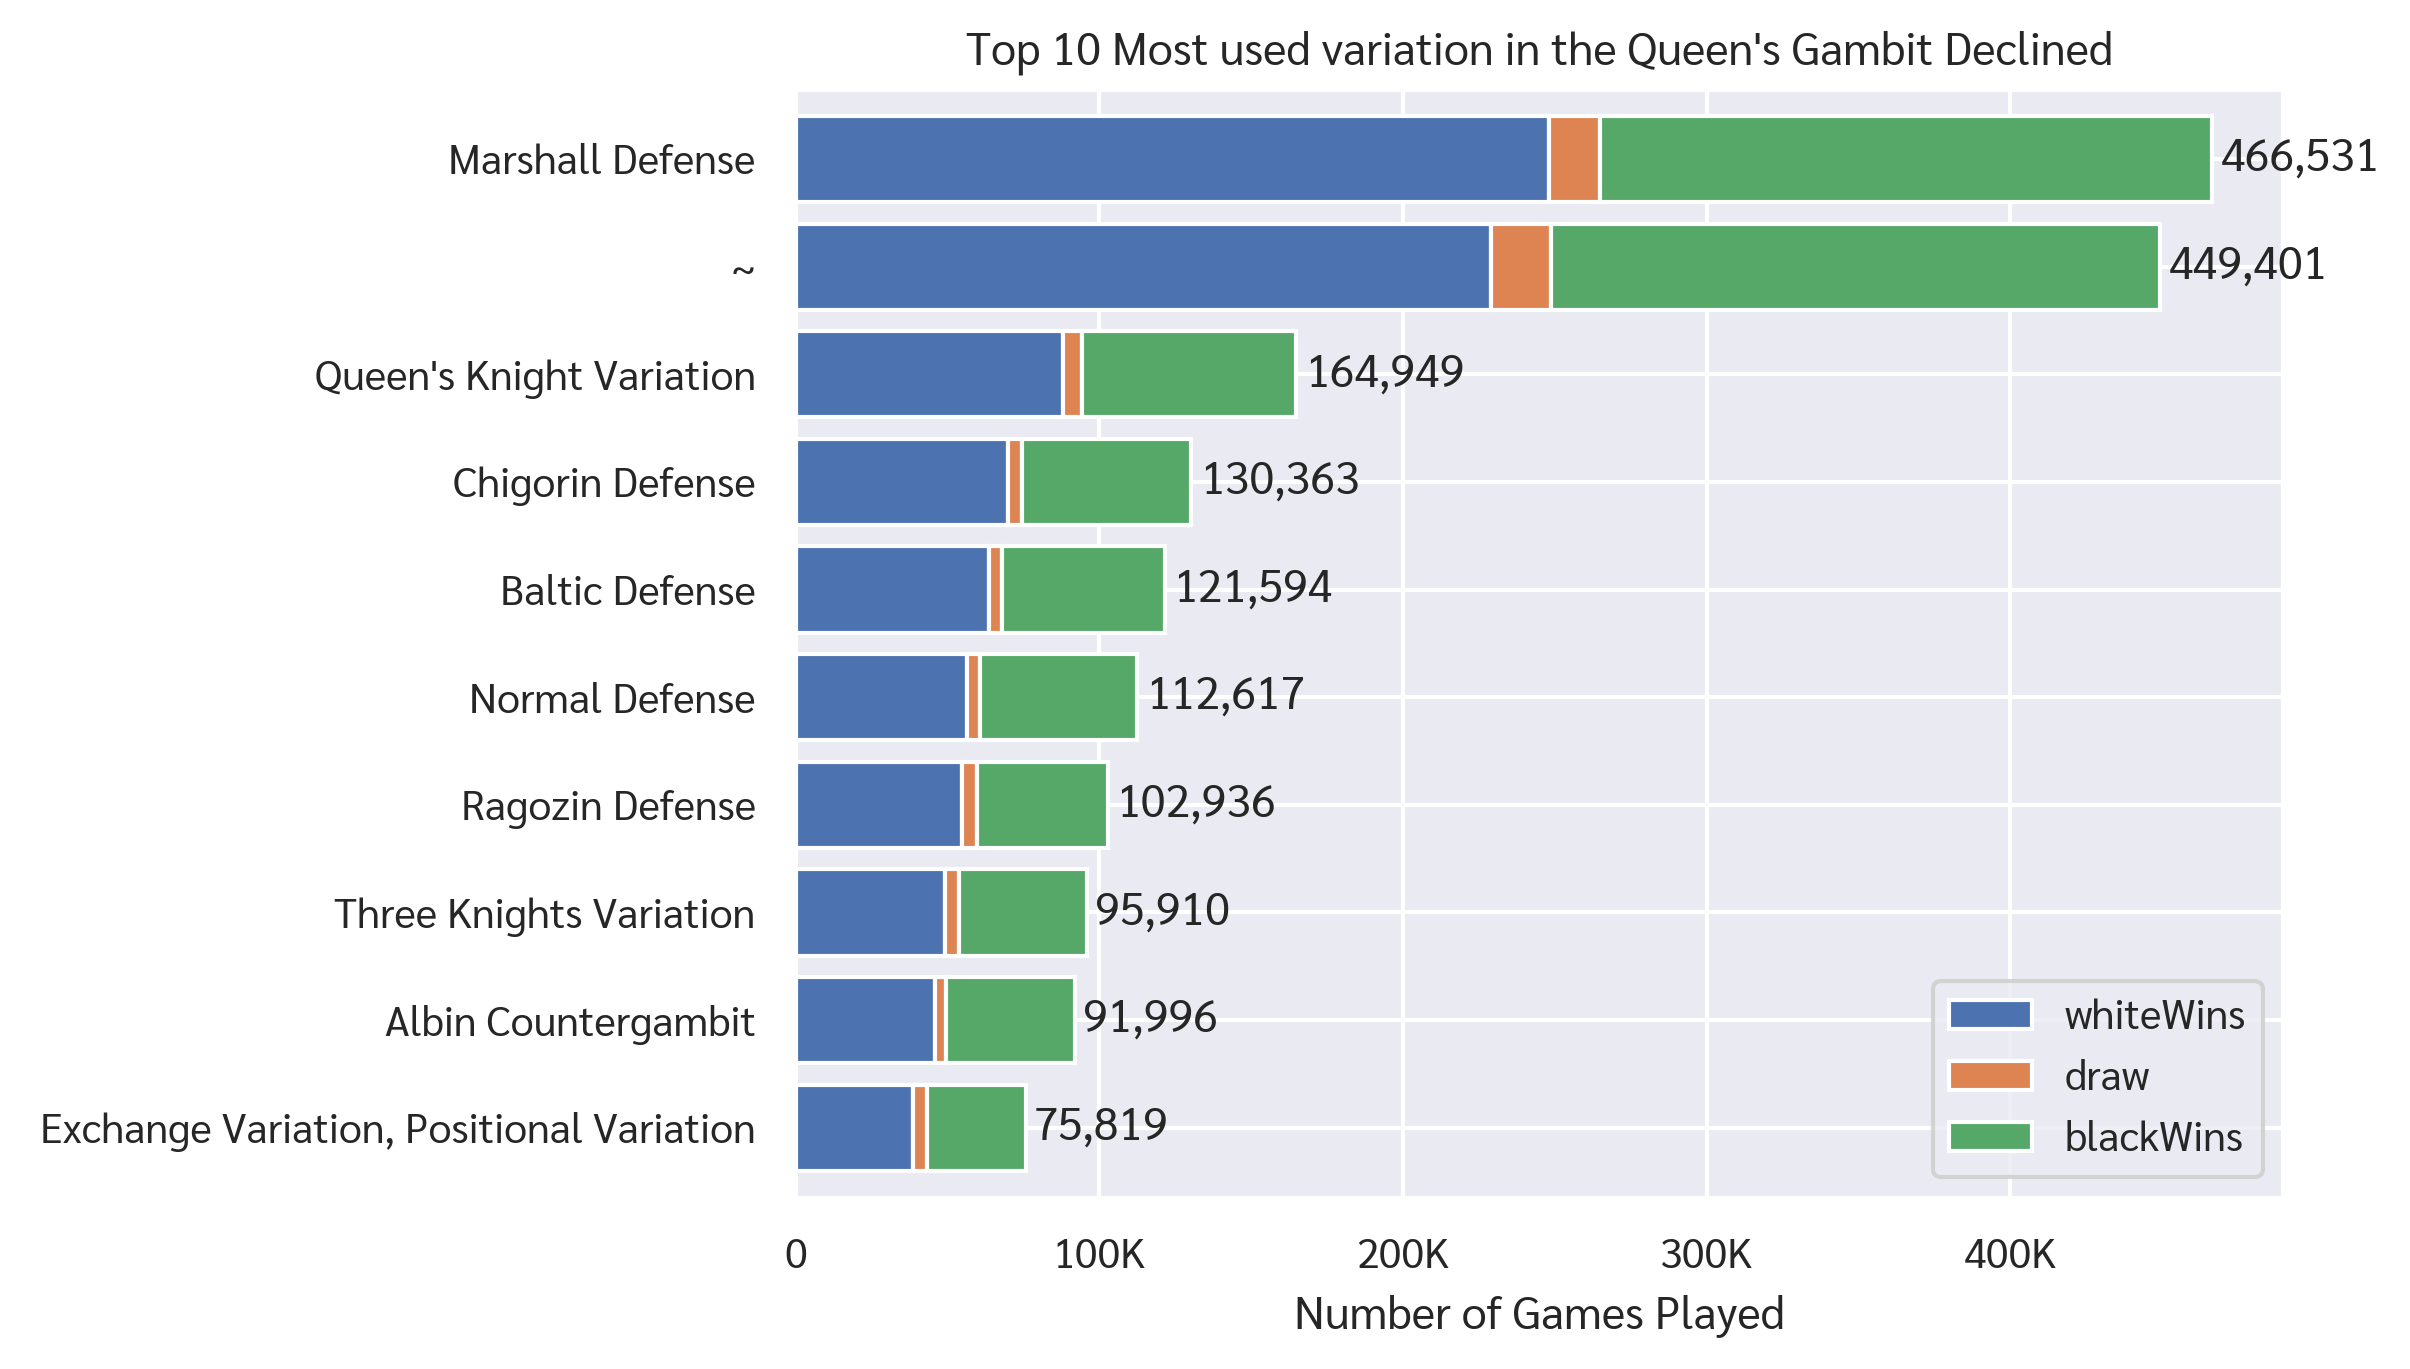 Top 10 Most used variation in the Queen's Gambit Declined
Marshall Defense 466,531
~ 449,401
Queen's Knight Variation 164,949
Chigorin Defense 130,363
Baltic Defense 121,594
Normal Defense 112,617
Ragozin Defense 102,936
Three Knights Variation 95,910
Albin Countergambit 91,996
Exchange Variation, Positional Variation 75,819
whiteWins
draw
blackWins
0 100K 200K 300K 400K
Number of Games Played